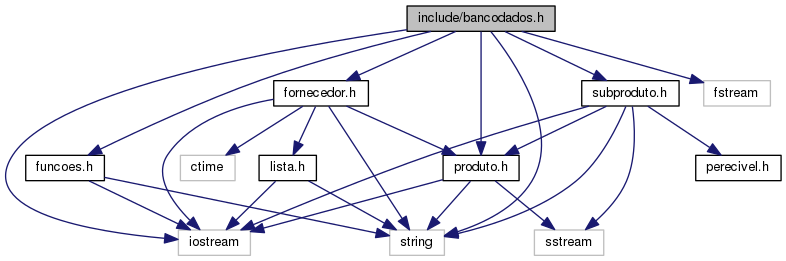 include/bancodados.h
fornecedor.h
subproduto.h
fstream
funcoes.h
ctime
lista.h
produto.h
perecivel.h
iostream
string
sstream